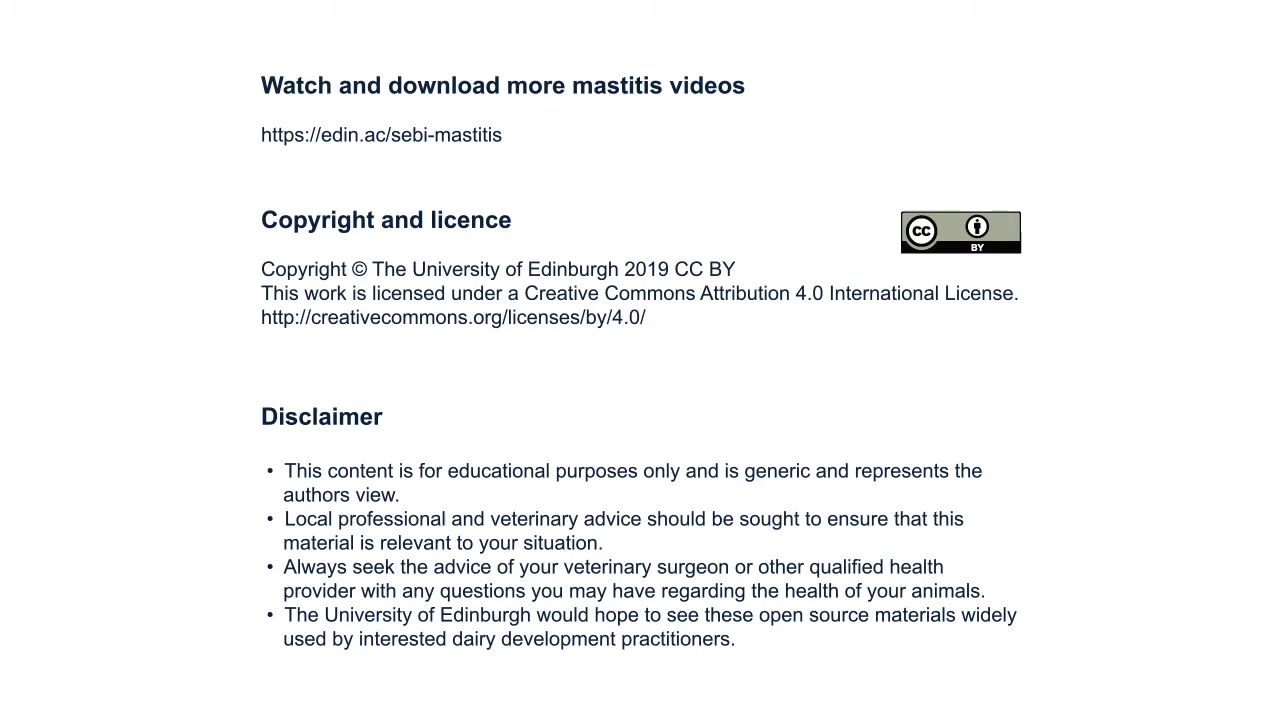 Watch and download more mastitis videos
https://edin.ac/sebi-mastitis
Copyright and licence
CC BY
Copyright © The University of Edinburgh 2019 CC BY
This work is licensed under a Creative Commons Attribution 4.0 International License.
http://creativecommons.org/licenses/by/4.0/
Disclaimer
• This content is for educational purposes only and is generic and represents the
authors view.
• Local professional and veterinary advice should be sought to ensure that this
material is relevant to your situation.
• Always seek the advice of your veterinary surgeon or other qualified health
provider with any questions you may have regarding the health of your animals.
• The University of Edinburgh would hope to see these open source materials widely
used by interested dairy development practitioners.